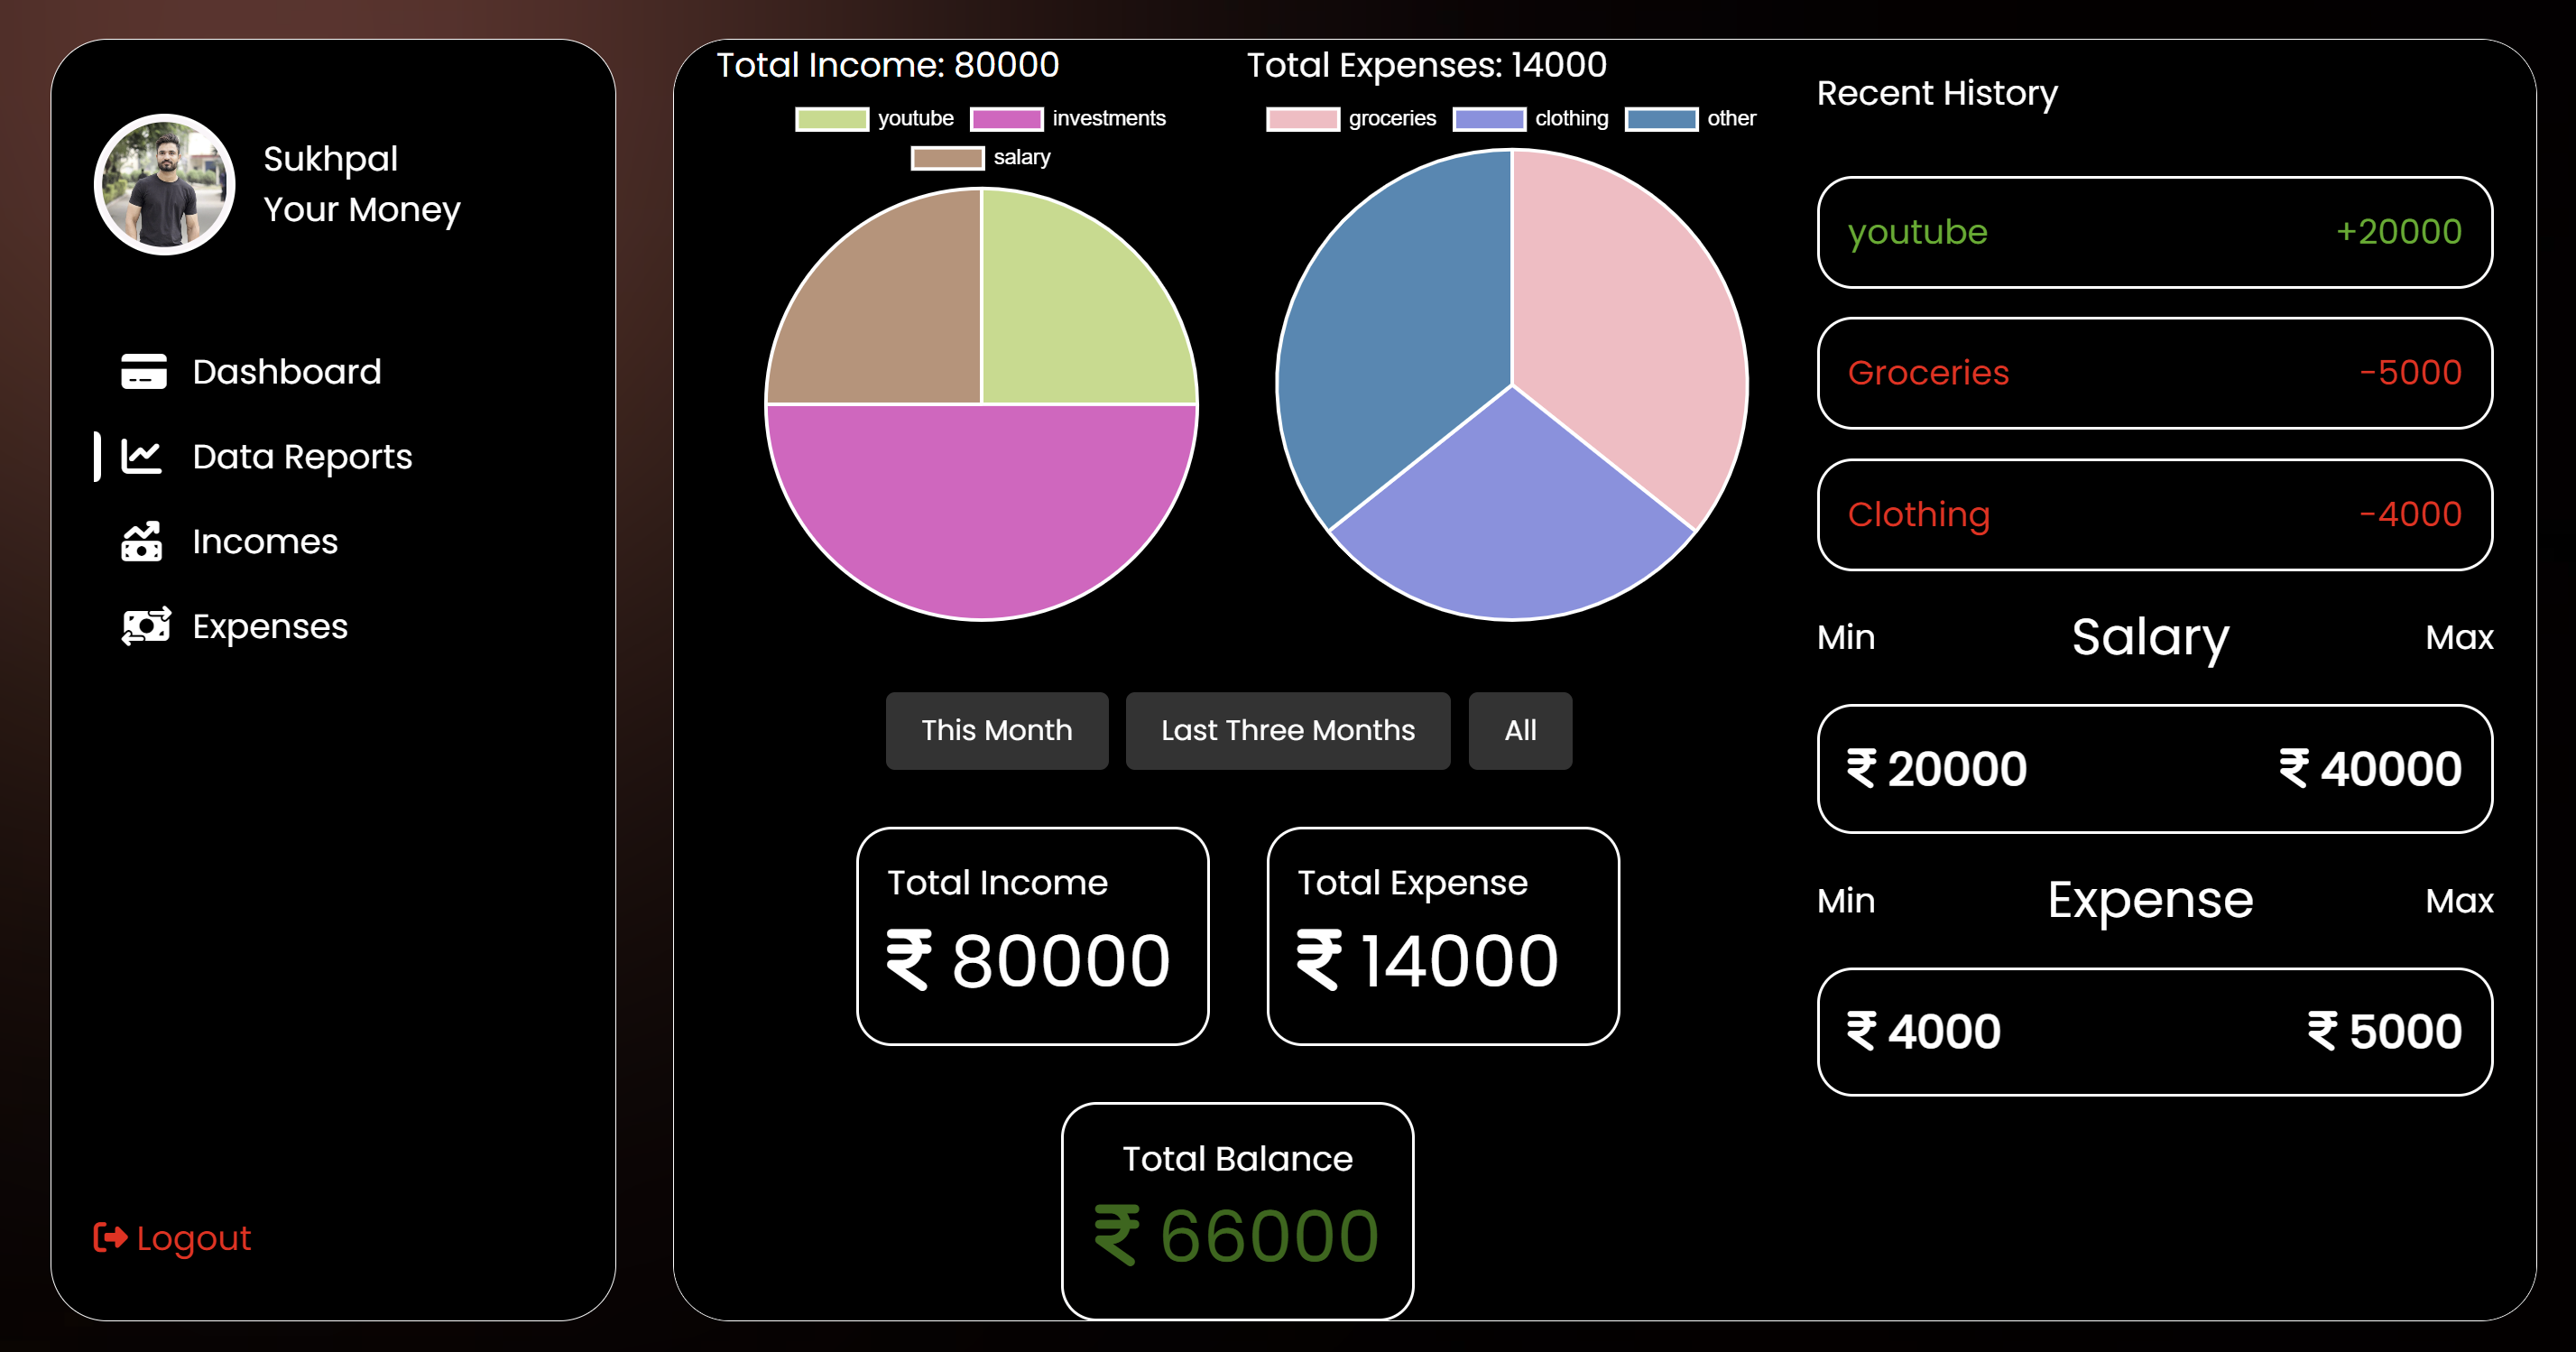 Sukhpal
Your Money
Dashboard
Data Reports
Incomes
Expenses
Logout
Total Income: 80000
youtube investments
salary
Total Expenses: 14000
groceries clothing other
This Month Last Three Months All
Total Income
₹ 80000
Total Expense
₹ 14000
Total Balance
₹ 66000
Recent History
youtube +20000
Groceries -5000
Clothing -4000
Min Salary Max
₹ 20000 ₹ 40000
Min Expense Max
₹ 4000 ₹ 5000